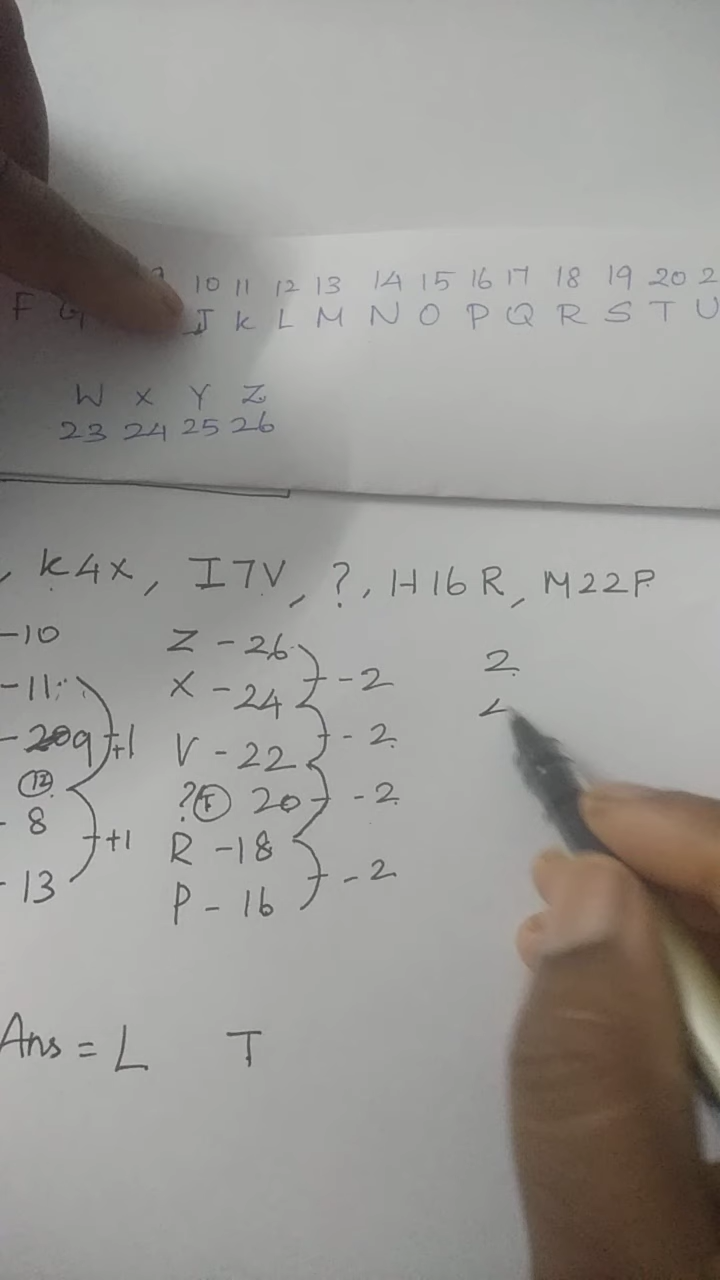 10 11 12 13 14 15 16 17 18 19 20 2
F G J K L M N O P Q R S T U
W X Y Z
23 24 25 26
, K4X, I7V, ?, H16R, M22P
-10 Z - 26 2
-11 X - 24 -2 4
9 +1 V - 22 -2
12 ? T 20 -2
- 8 +1 R - 18
- 13 P - 16 -2
Ans = L T